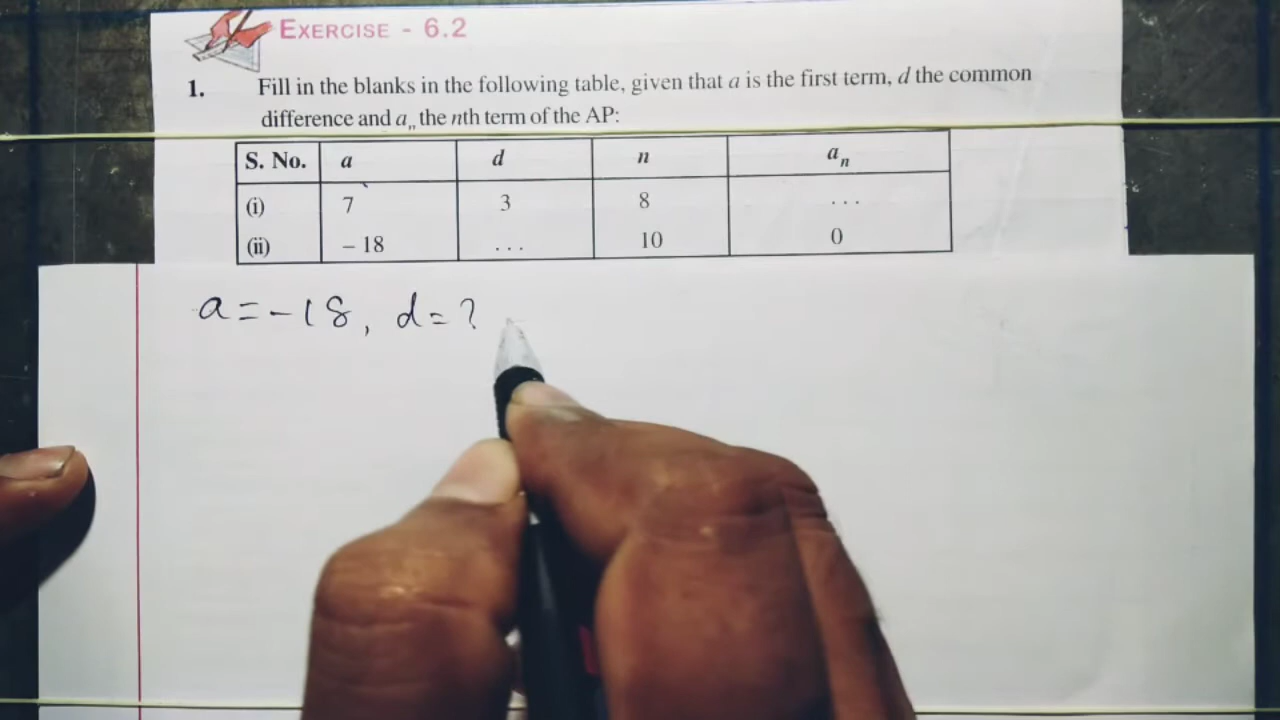 EXERCISE - 6.2
1. Fill in the blanks in the following table, given that a is the first term, d the common
difference and aₙ the nth term of the AP:
S. No. a d n aₙ
(i) 7 3 8 ...
(ii) – 18 ... 10 0
a = -18, d = ?